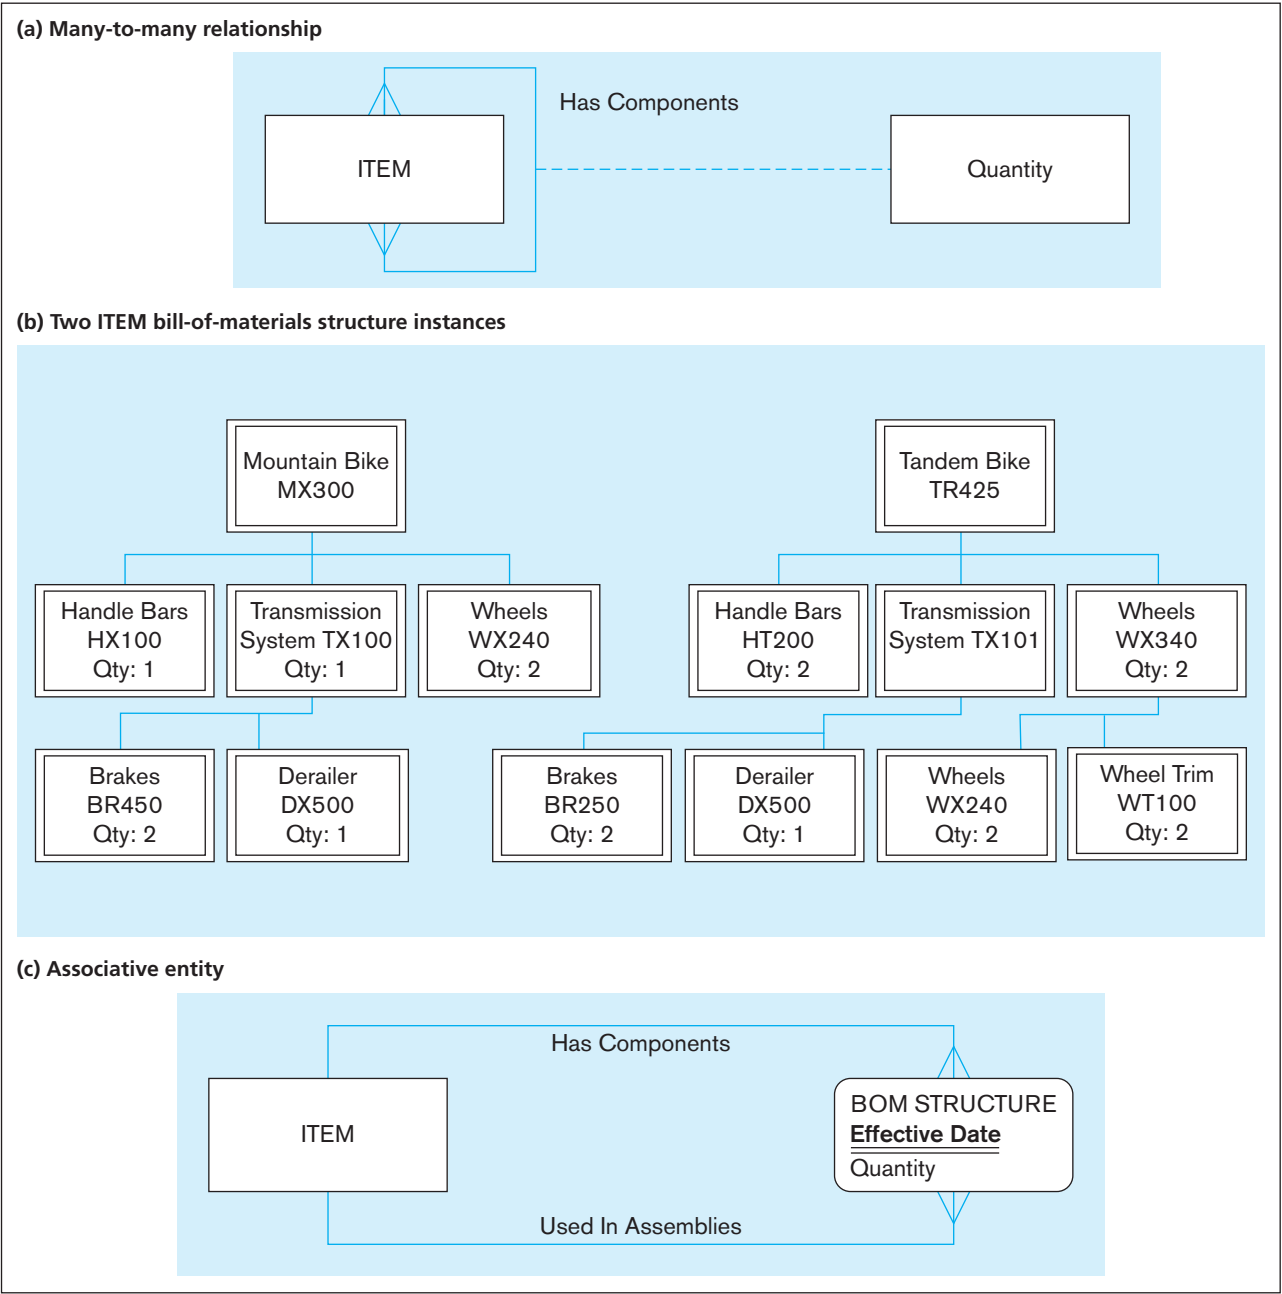 (a) Many-to-many relationship
Has Components
ITEM
Quantity
(b) Two ITEM bill-of-materials structure instances
Mountain Bike
MX300
Tandem Bike
TR425
Handle Bars
HX100
Qty: 1
Transmission
System TX100
Qty: 1
Wheels
WX240
Qty: 2
Handle Bars
HT200
Qty: 2
Transmission
System TX101
Wheels
WX340
Qty: 2
Brakes
BR450
Qty: 2
Derailer
DX500
Qty: 1
Brakes
BR250
Qty: 2
Derailer
DX500
Qty: 1
Wheels
WX240
Qty: 2
Wheel Trim
WT100
Qty: 2
(c) Associative entity
Has Components
ITEM
BOM STRUCTURE
Effective Date
Quantity
Used In Assemblies